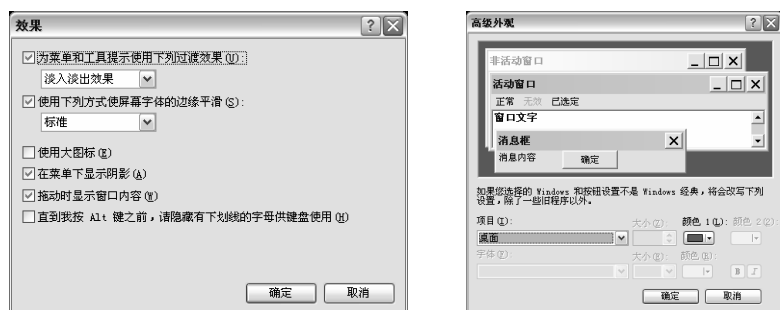 效果
为菜单和工具提示使用下列过渡效果(U):
淡入淡出效果
使用下列方式使屏幕字体的边缘平滑(S):
标准
使用大图标(E)
在菜单下显示阴影(A)
拖动时显示窗口内容(W)
直到我按 Alt 键之前，请隐藏有下划线的字母供键盘使用(H)
确定 取消
高级外观
非活动窗口
活动窗口
正常 无效 已选定
窗口文字
消息框
消息内容 确定
如果您选择的 Windows 和按钮设置不是 Windows 经典，将会改写下列
设置，除了一些旧程序以外。
项目(I): 大小(Z): 颜色 1(L): 颜色 2(2):
桌面
字体(F): 大小(E): 颜色(R):
B I
确定 取消